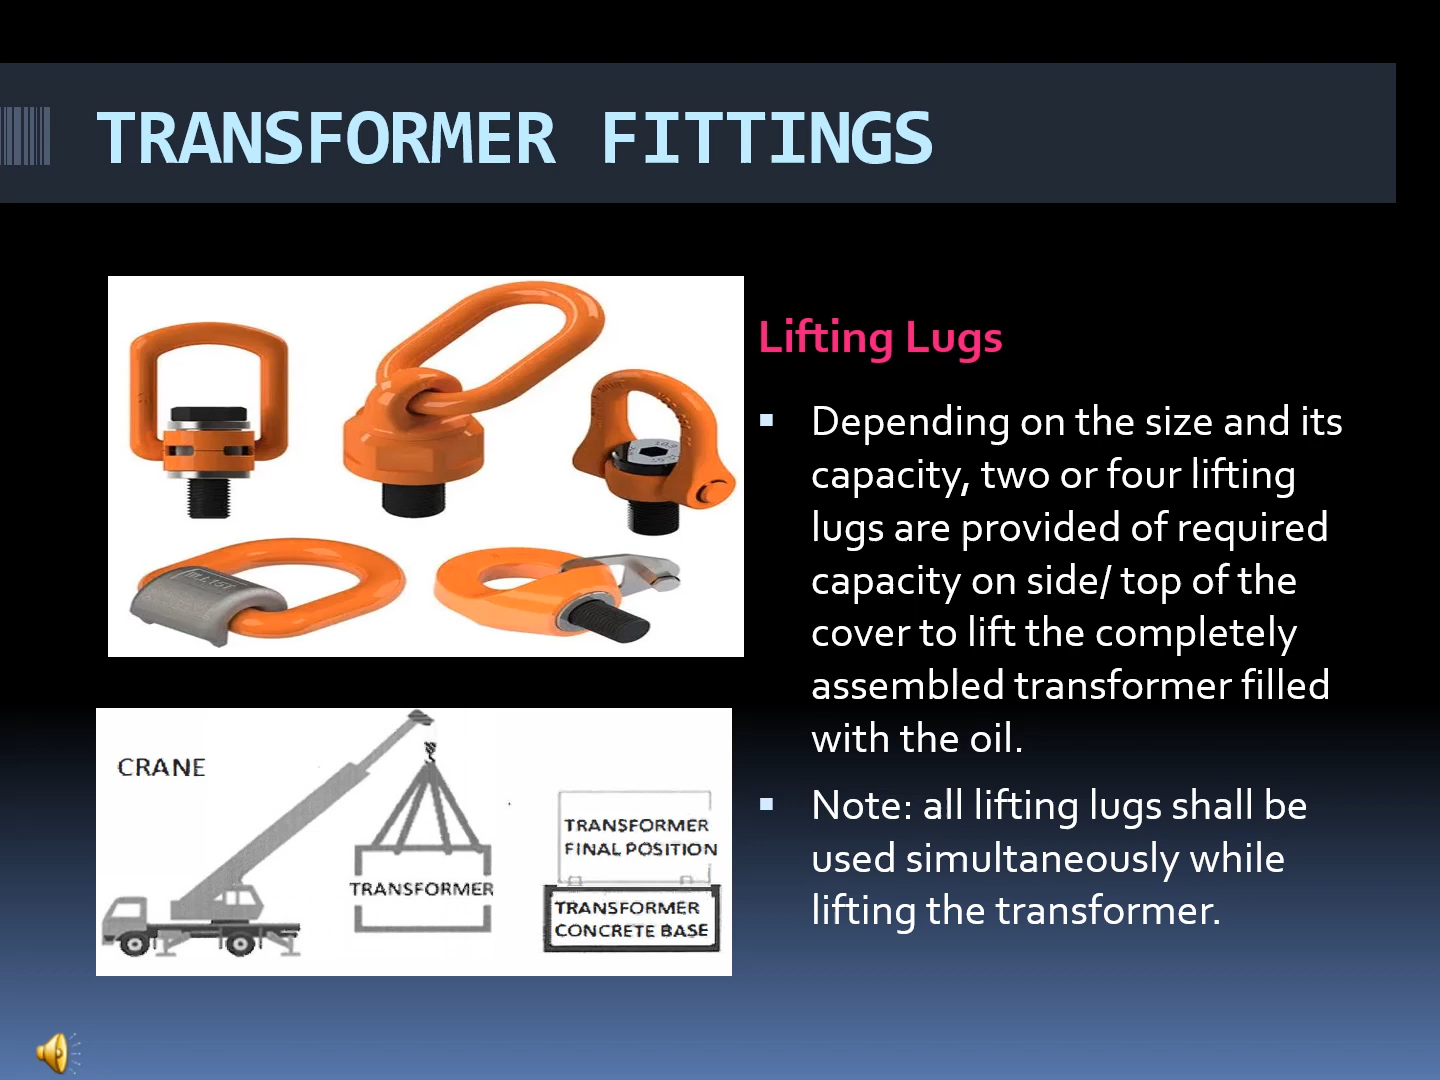 TRANSFORMER FITTINGS
Lifting Lugs
Depending on the size and its
capacity, two or four lifting
lugs are provided of required
capacity on side/ top of the
cover to lift the completely
assembled transformer filled
with the oil.
Note: all lifting lugs shall be
used simultaneously while
lifting the transformer.
CRANE
TRANSFORMER
TRANSFORMER
FINAL POSITION
TRANSFORMER
CONCRETE BASE